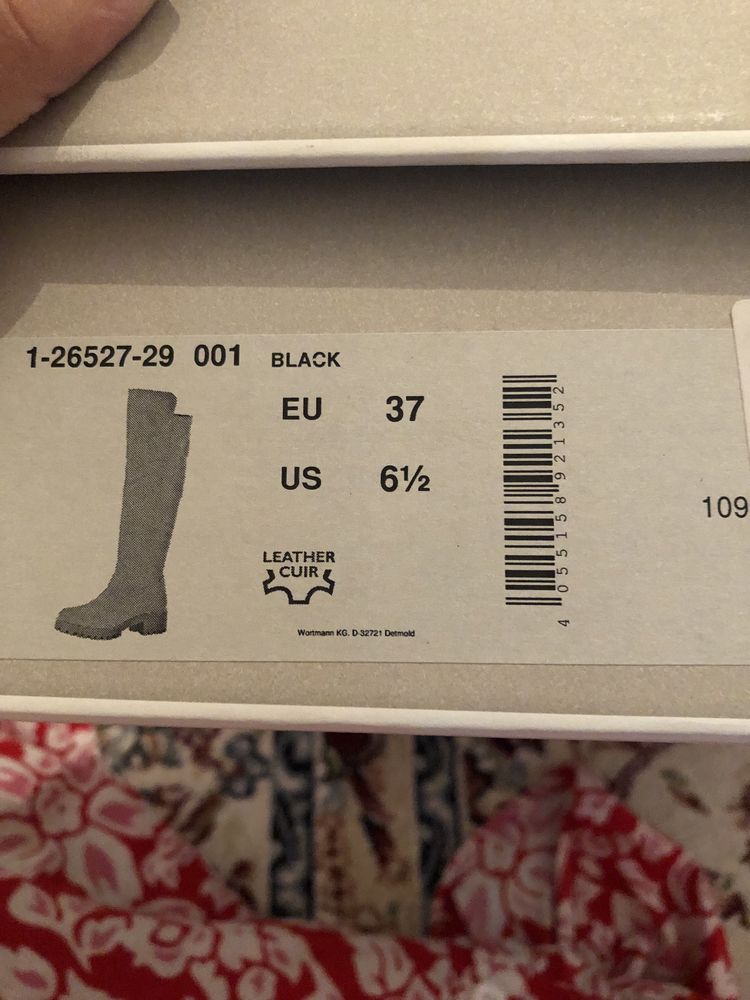 1-26527-29 001 BLACK
EU 37
US 6½
LEATHER
CUIR
Wortmann KG. D-32721 Detmold
4 055158 921352
109